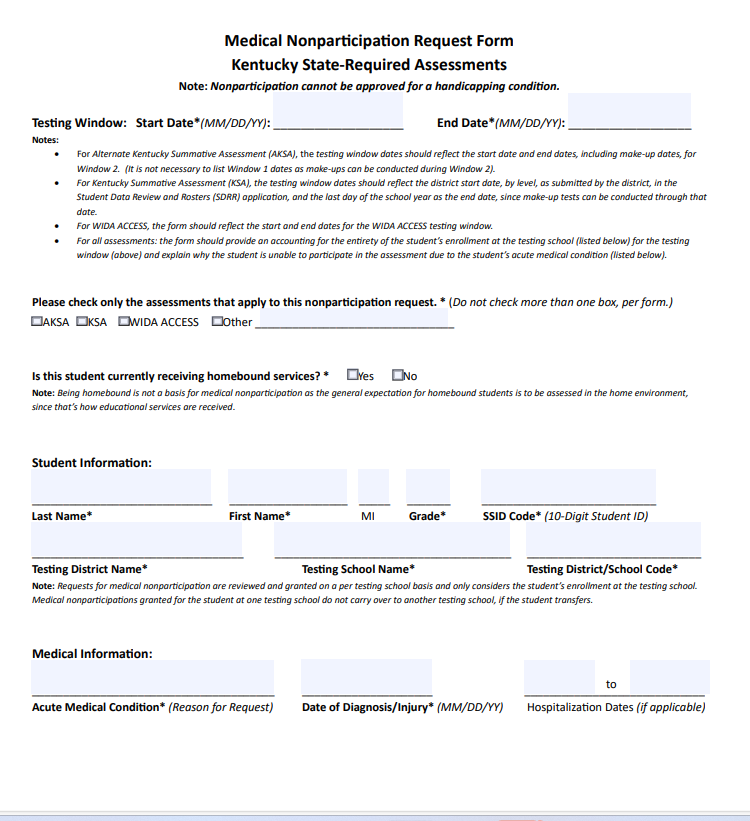 Medical Nonparticipation Request Form
Kentucky State-Required Assessments
Note: Nonparticipation cannot be approved for a handicapping condition.
Testing Window: Start Date*(MM/DD/YY): ____________________ End Date*(MM/DD/YY): ____________________
Notes:
• For Alternate Kentucky Summative Assessment (AKSA), the testing window dates should reflect the start date and end dates, including make-up dates, for
Window 2. (It is not necessary to list Window 1 dates as make-ups can be conducted during Window 2).
• For Kentucky Summative Assessment (KSA), the testing window dates should reflect the district start date, by level, as submitted by the district, in the
Student Data Review and Rosters (SDRR) application, and the last day of the school year as the end date, since make-up tests can be conducted through that
date.
• For WIDA ACCESS, the form should reflect the start and end dates for the WIDA ACCESS testing window.
• For all assessments: the form should provide an accounting for the entirety of the student's enrollment at the testing school (listed below) for the testing
window (above) and explain why the student is unable to participate in the assessment due to the student's acute medical condition (listed below).
Please check only the assessments that apply to this nonparticipation request. * (Do not check more than one box, per form.)
☐AKSA ☐KSA ☐WIDA ACCESS ☐Other ______________________________
Is this student currently receiving homebound services? * ☐Yes ☐No
Note: Being homebound is not a basis for medical nonparticipation as the general expectation for homebound students is to be assessed in the home environment,
since that's how educational services are received.
Student Information:
Last Name* First Name* MI Grade* SSID Code* (10-Digit Student ID)
Testing District Name* Testing School Name* Testing District/School Code*
Note: Requests for medical nonparticipation are reviewed and granted on a per testing school basis and only considers the student's enrollment at the testing school.
Medical nonparticipations granted for the student at one testing school do not carry over to another testing school, if the student transfers.
Medical Information:
to
Acute Medical Condition* (Reason for Request) Date of Diagnosis/Injury* (MM/DD/YY) Hospitalization Dates (if applicable)